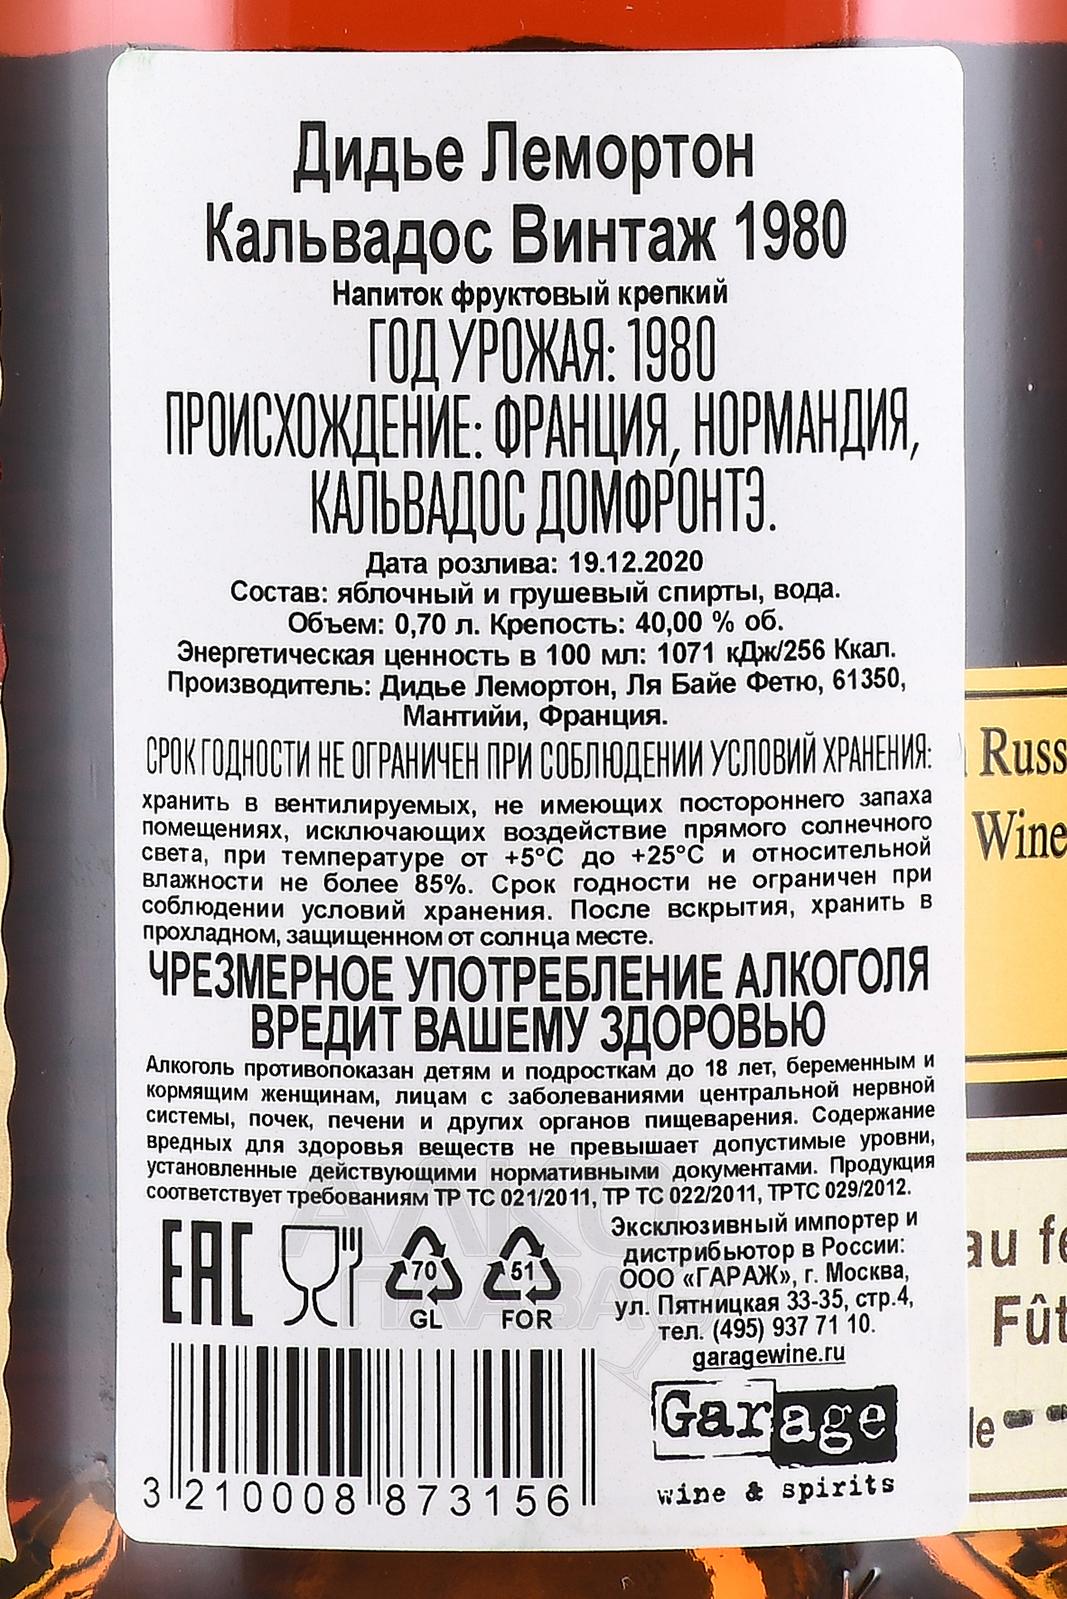 Дидье Лемортон
Кальвадос Винтаж 1980
Напиток фруктовый крепкий
ГОД УРОЖАЯ: 1980
ПРОИСХОЖДЕНИЕ: ФРАНЦИЯ, НОРМАНДИЯ,
КАЛЬВАДОС ДОМФРОНТЭ.
Дата розлива: 19.12.2020
Состав: яблочный и грушевый спирты, вода.
Объем: 0,70 л. Крепость: 40,00 % об.
Энергетическая ценность в 100 мл: 1071 кДж/256 Ккал.
Производитель: Дидье Лемортон, Ля Байе Фетю, 61350,
Мантийи, Франция.
СРОК ГОДНОСТИ НЕ ОГРАНИЧЕН ПРИ СОБЛЮДЕНИИ УСЛОВИЙ ХРАНЕНИЯ:
хранить в вентилируемых, не имеющих постороннего запаха
помещениях, исключающих воздействие прямого солнечного
света, при температуре от +5°С до +25°С и относительной
влажности не более 85%. Срок годности не ограничен при
соблюдении условий хранения. После вскрытия, хранить в
прохладном, защищенном от солнца месте.
ЧРЕЗМЕРНОЕ УПОТРЕБЛЕНИЕ АЛКОГОЛЯ
ВРЕДИТ ВАШЕМУ ЗДОРОВЬЮ
Алкоголь противопоказан детям и подросткам до 18 лет, беременным и
кормящим женщинам, лицам с заболеваниями центральной нервной
системы, почек, печени и других органов пищеварения. Содержание
вредных для здоровья веществ не превышает допустимые уровни,
установленные действующими нормативными документами. Продукция
соответствует требованиям ТР ТС 021/2011, ТР ТС 022/2011, ТРТС 029/2012.
EAC
70
GL
51
FOR
Эксклюзивный импортер и
дистрибьютор в России:
ООО «ГАРАЖ», г. Москва,
ул. Пятницкая 33-35, стр.4,
тел. (495) 937 71 10.
garagewine.ru
Garage
wine & spirits
3 210008 873156
Russ
Wine
au fe
Fût
le
АЛКО
ПЛАЗА